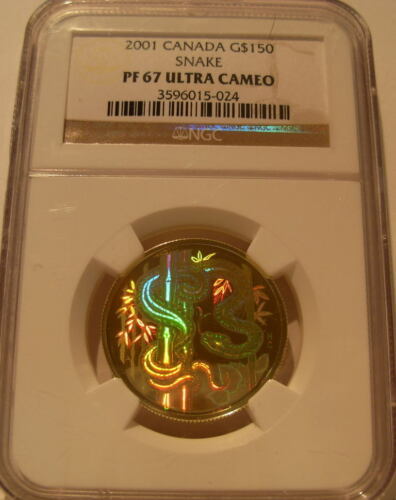 2001 CANADA G$150
SNAKE
PF 67 ULTRA CAMEO
3596015-024
NGC